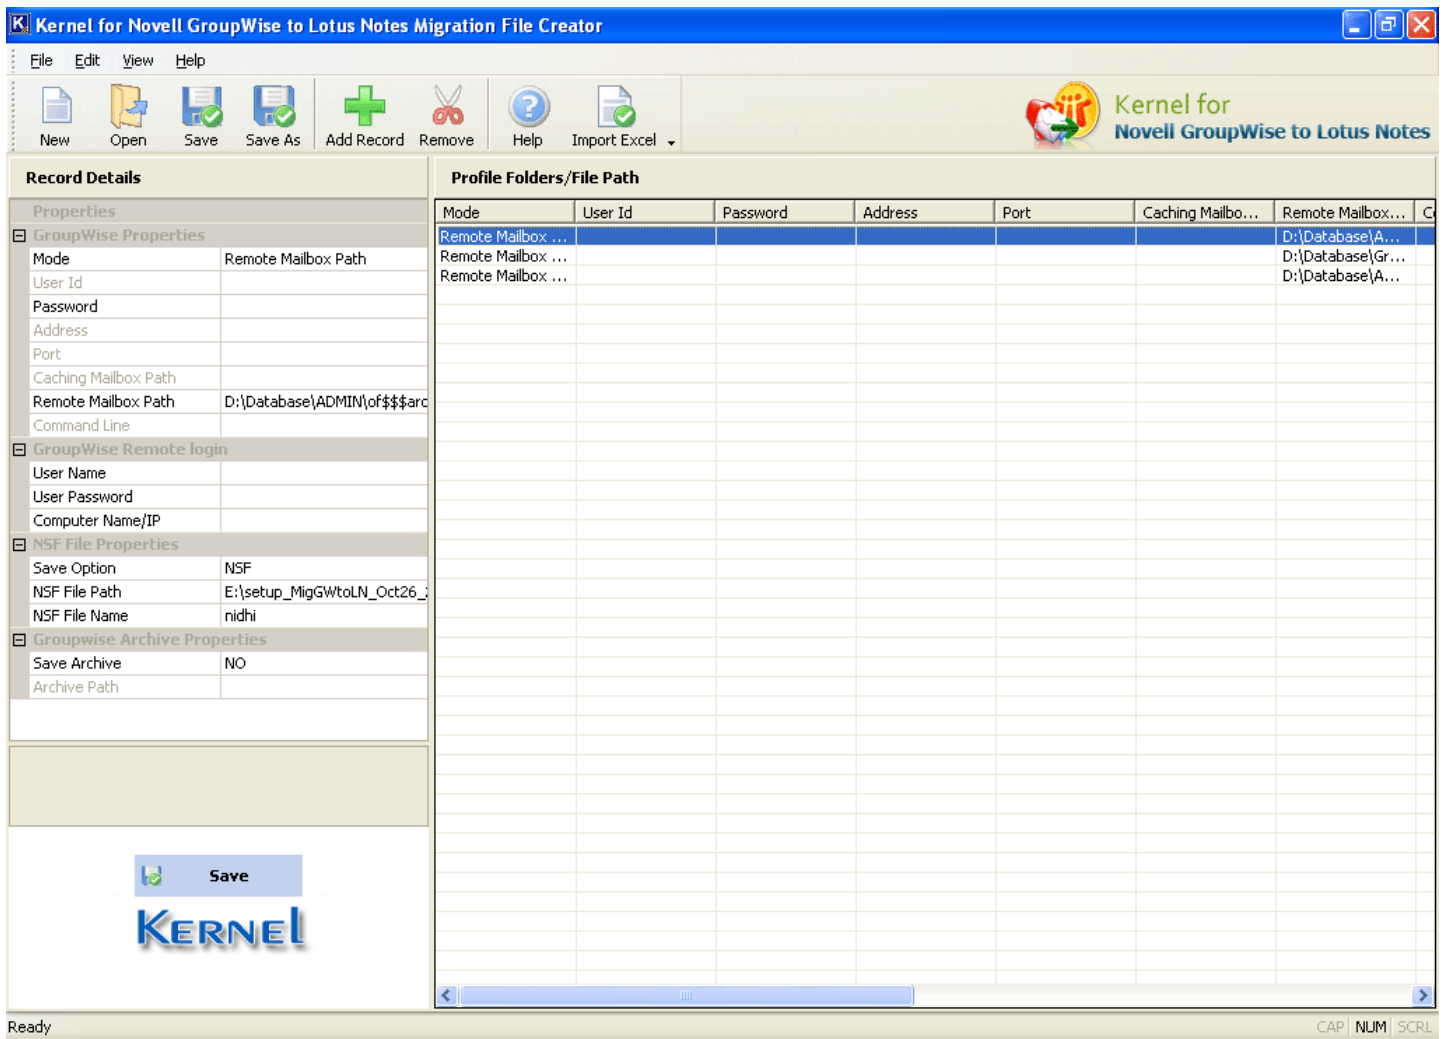 Kernel for Novell GroupWise to Lotus Notes Migration File Creator
File Edit View Help
New Open Save Save As Add Record Remove Help Import Excel
Kernel for
Novell GroupWise to Lotus Notes
Record Details
Properties
GroupWise Properties
Mode Remote Mailbox Path
User Id
Password
Address
Port
Caching Mailbox Path
Remote Mailbox Path D:\Database\ADMIN\of$$$arc
Command Line
GroupWise Remote login
User Name
User Password
Computer Name/IP
NSF File Properties
Save Option NSF
NSF File Path E:\setup_MigGWtoLN_Oct26_
NSF File Name nidhi
Groupwise Archive Properties
Save Archive NO
Archive Path
Save
KERNEL
Profile Folders/File Path
Mode User Id Password Address Port Caching Mailbo... Remote Mailbox...
Remote Mailbox ... D:\Database\A...
Remote Mailbox ... D:\Database\Gr...
Remote Mailbox ... D:\Database\A...
Ready CAP NUM SCRL